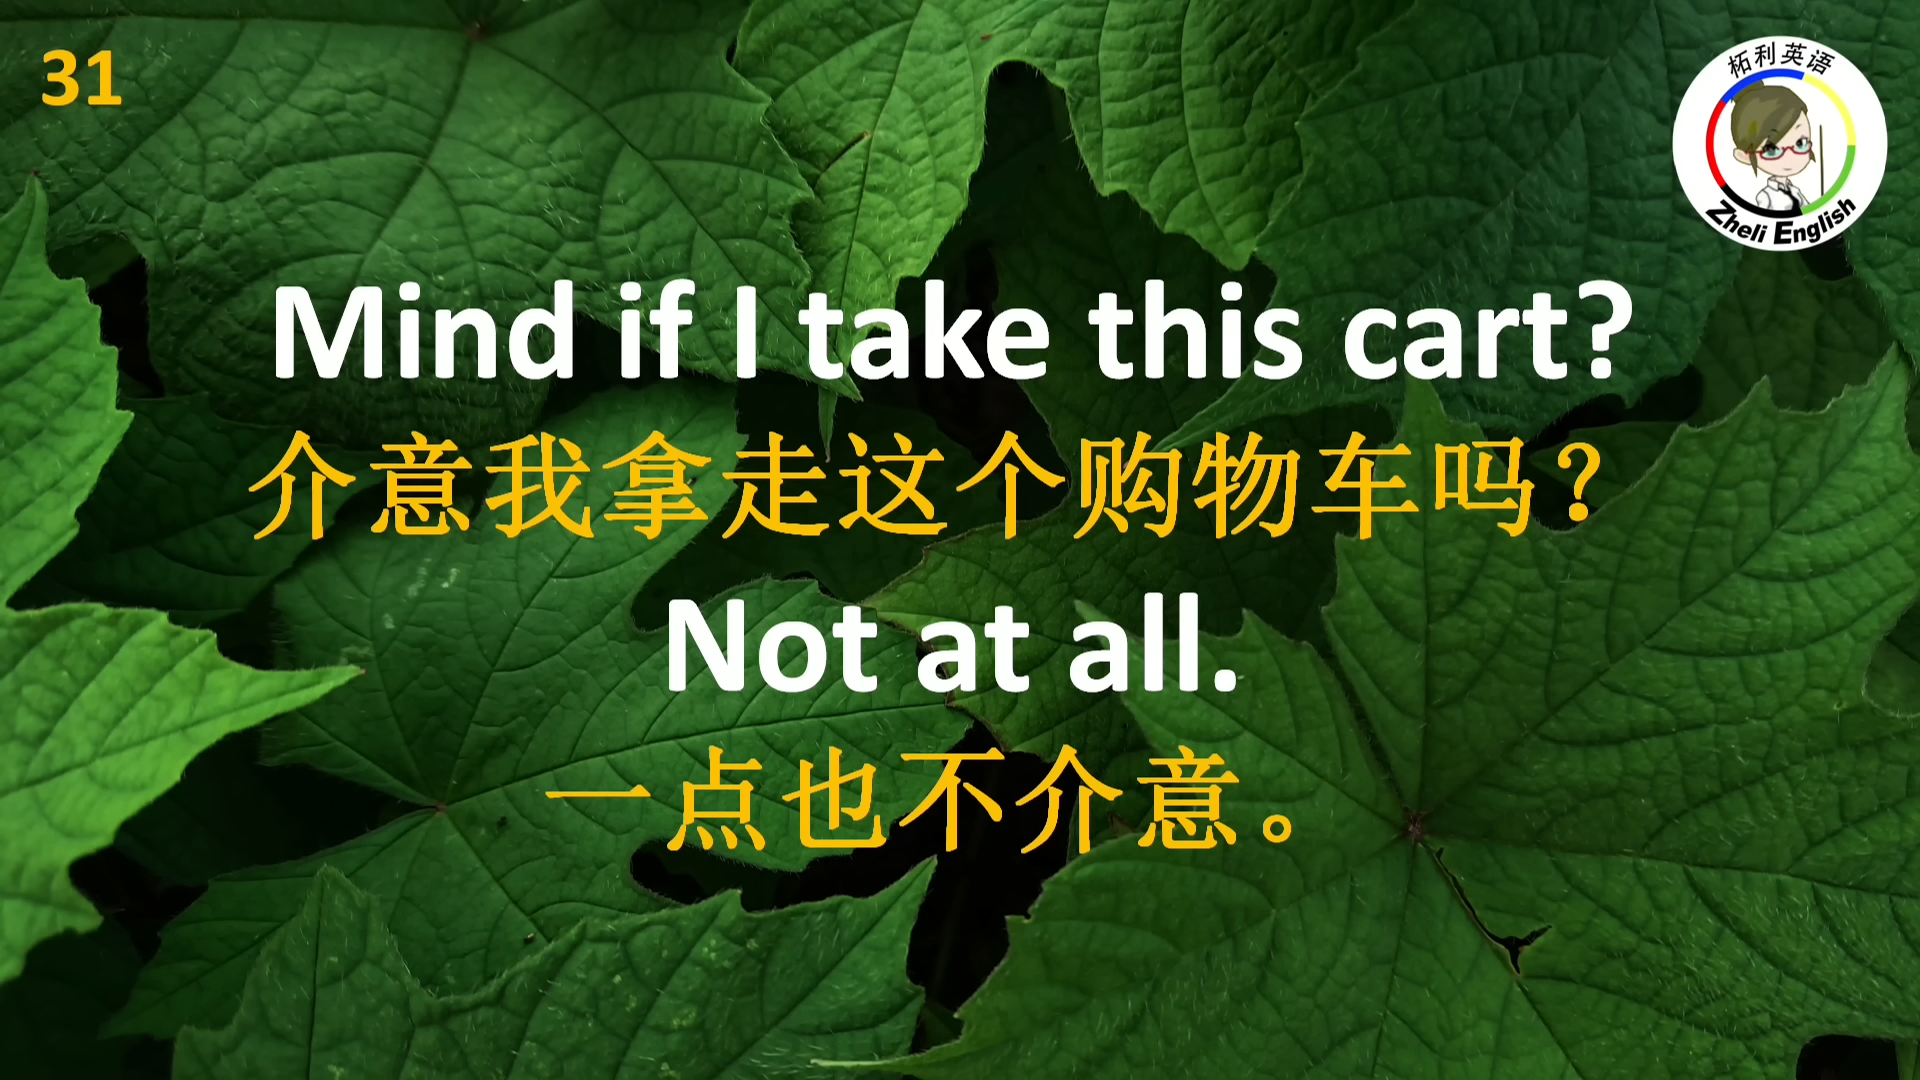 31
柘利英语
Zheli English
Mind if I take this cart?
介意我拿走这个购物车吗？
Not at all.
一点也不介意。